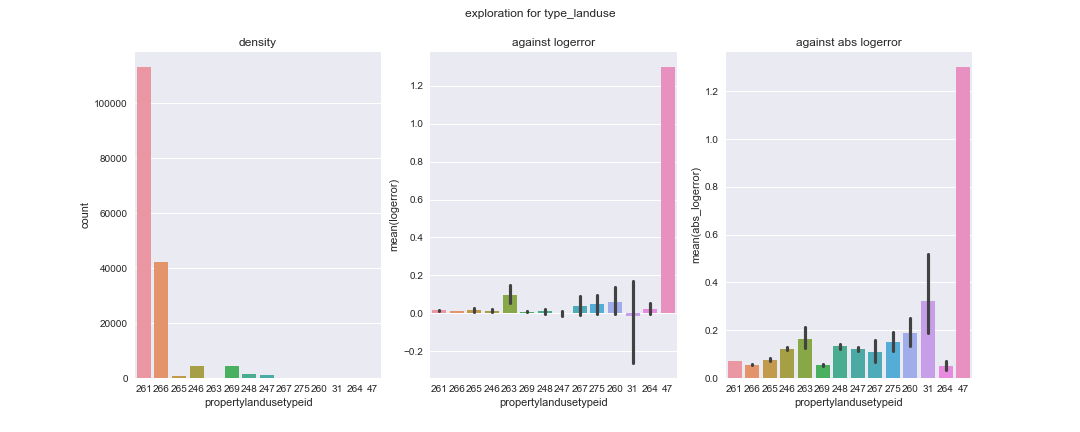 exploration for type_landuse
density
count
100000
80000
60000
40000
20000
0
261 266 265 246 263 269 248 247 267 275 260 31 264 47
propertylandusetypeid
against logerror
mean(logerror)
1.2
1.0
0.8
0.6
0.4
0.2
0.0
−0.2
261 266 265 246 263 269 248 247 267 275 260 31 264 47
propertylandusetypeid
against abs logerror
mean(abs_logerror)
1.2
1.0
0.8
0.6
0.4
0.2
0.0
261 266 265 246 263 269 248 247 267 275 260 31 264 47
propertylandusetypeid